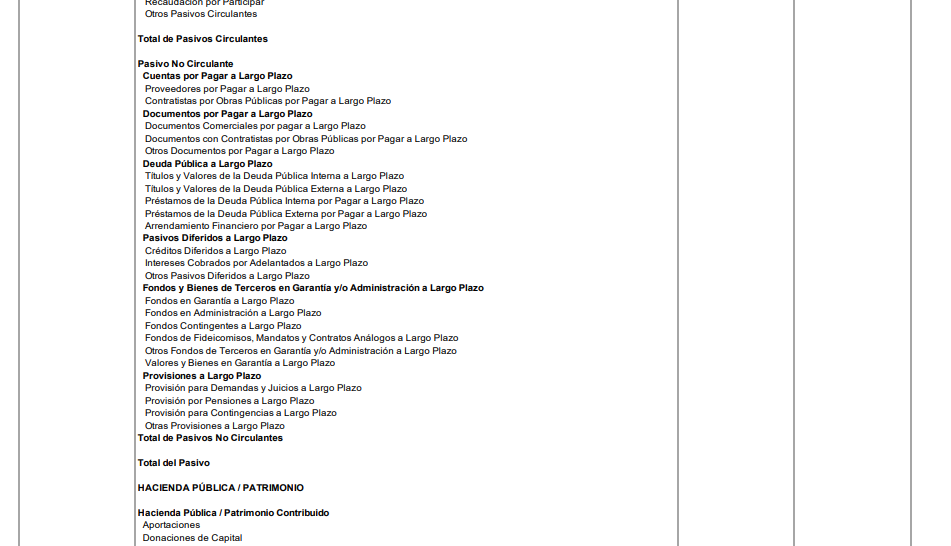 Recaudación por Participar
Otros Pasivos Circulantes
Total de Pasivos Circulantes
Pasivo No Circulante
Cuentas por Pagar a Largo Plazo
Proveedores por Pagar a Largo Plazo
Contratistas por Obras Públicas por Pagar a Largo Plazo
Documentos por Pagar a Largo Plazo
Documentos Comerciales por pagar a Largo Plazo
Documentos con Contratistas por Obras Públicas por Pagar a Largo Plazo
Otros Documentos por Pagar a Largo Plazo
Deuda Pública a Largo Plazo
Títulos y Valores de la Deuda Pública Interna a Largo Plazo
Títulos y Valores de la Deuda Pública Externa a Largo Plazo
Préstamos de la Deuda Pública Interna por Pagar a Largo Plazo
Préstamos de la Deuda Pública Externa por Pagar a Largo Plazo
Arrendamiento Financiero por Pagar a Largo Plazo
Pasivos Diferidos a Largo Plazo
Créditos Diferidos a Largo Plazo
Intereses Cobrados por Adelantados a Largo Plazo
Otros Pasivos Diferidos a Largo Plazo
Fondos y Bienes de Terceros en Garantía y/o Administración a Largo Plazo
Fondos en Garantía a Largo Plazo
Fondos en Administración a Largo Plazo
Fondos Contingentes a Largo Plazo
Fondos de Fideicomisos, Mandatos y Contratos Análogos a Largo Plazo
Otros Fondos de Terceros en Garantía y/o Administración a Largo Plazo
Valores y Bienes en Garantía a Largo Plazo
Provisiones a Largo Plazo
Provisión para Demandas y Juicios a Largo Plazo
Provisión por Pensiones a Largo Plazo
Provisión para Contingencias a Largo Plazo
Otras Provisiones a Largo Plazo
Total de Pasivos No Circulantes
Total del Pasivo
HACIENDA PÚBLICA / PATRIMONIO
Hacienda Pública / Patrimonio Contribuido
Aportaciones
Donaciones de Capital